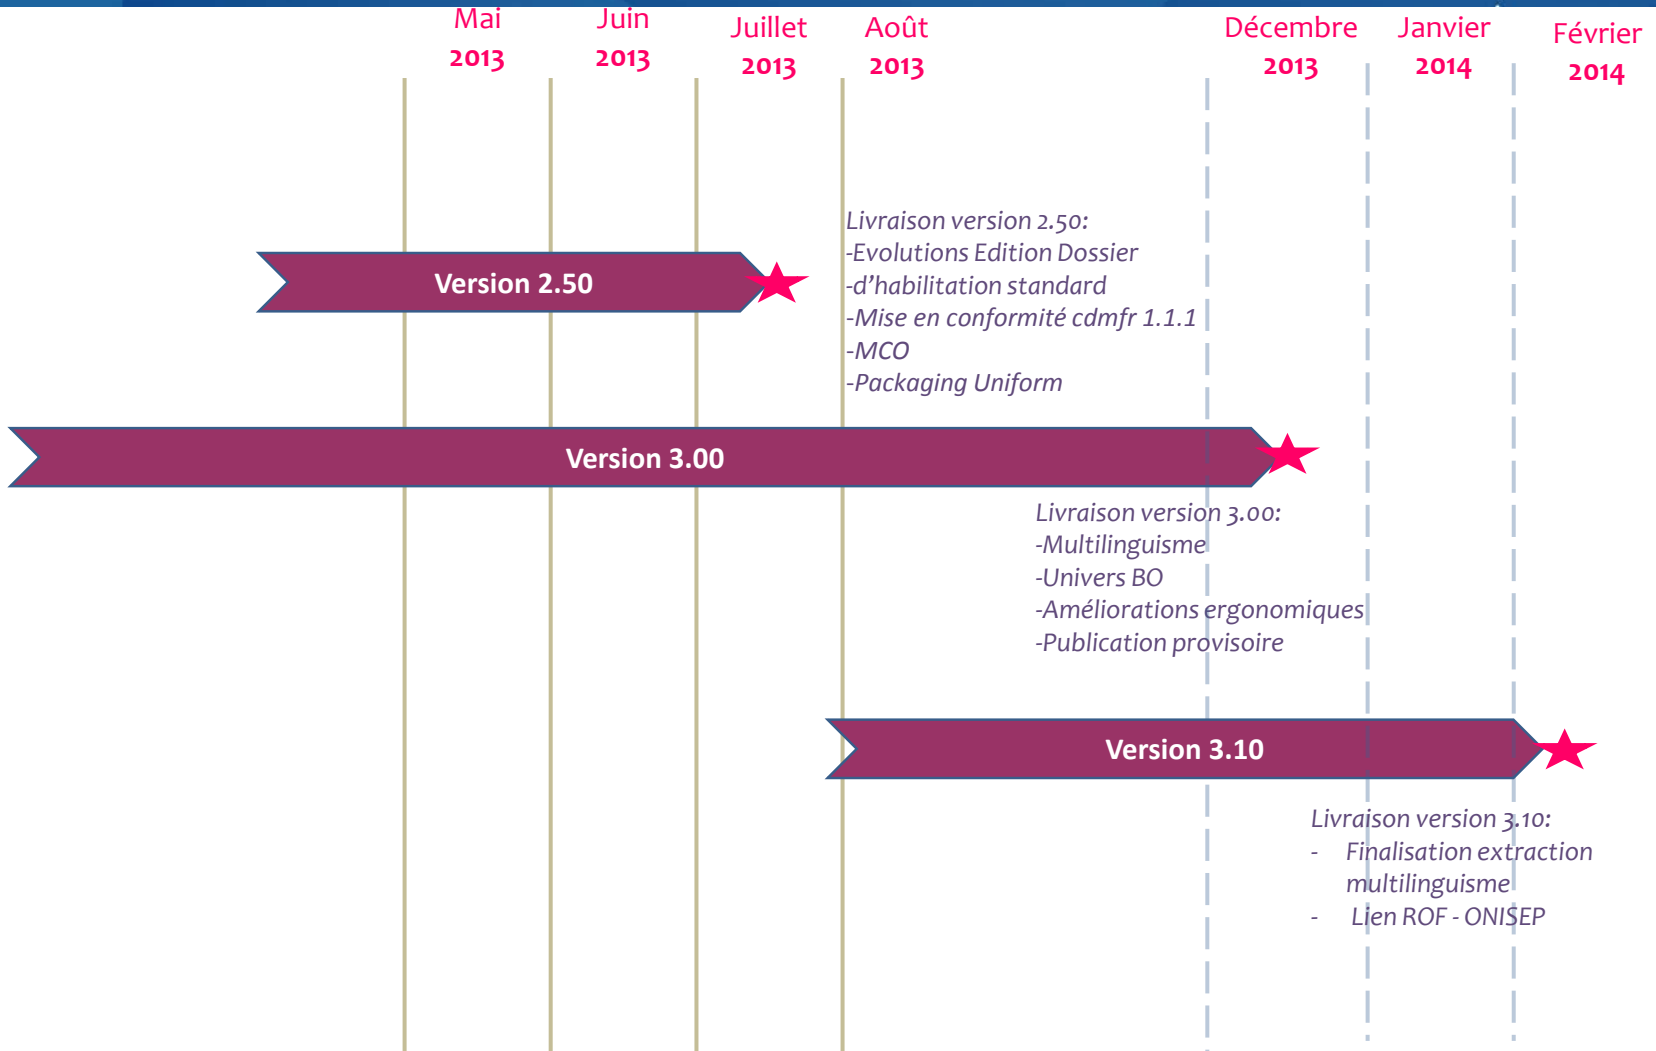 Mai
2013
Juin
2013
Juillet
2013
Août
2013
Décembre
2013
Janvier
2014
Février
2014
Version 2.50
Livraison version 2.50:
-Evolutions Edition Dossier
-d'habilitation standard
-Mise en conformité cdmfr 1.1.1
-MCO
-Packaging Uniform
Version 3.00
Livraison version 3.00:
-Multilinguisme
-Univers BO
-Améliorations ergonomiques
-Publication provisoire
Version 3.10
Livraison version 3.10:
- Finalisation extraction
multilinguisme
- Lien ROF - ONISEP